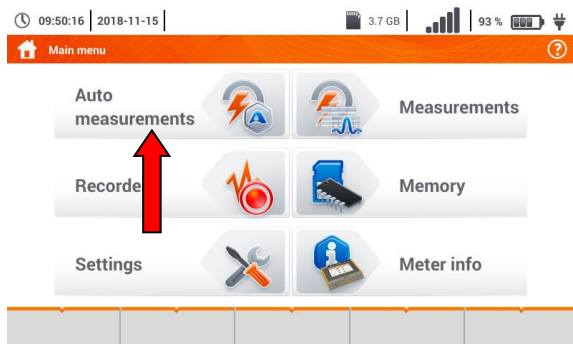 09:50:16 2018-11-15 3.7 GB 93 %
Main menu ?
Auto
measurements
Measurements
Memory
Settings
Meter info